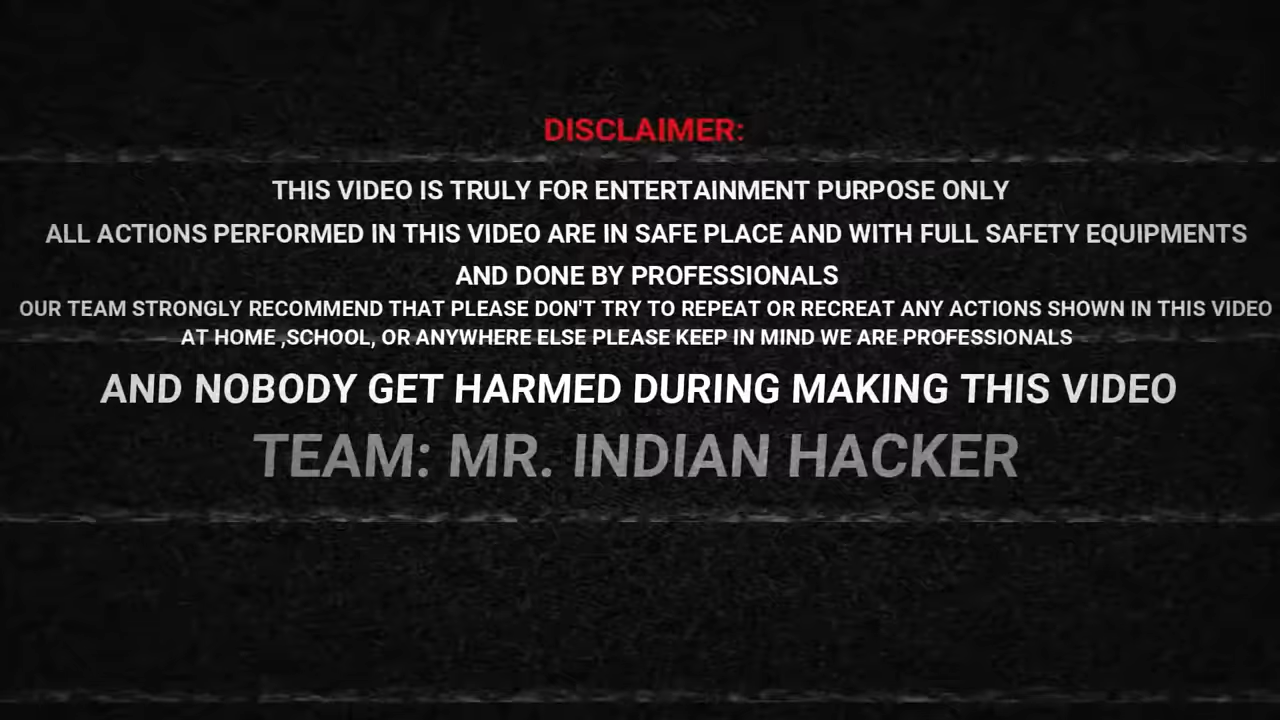 DISCLAIMER:
THIS VIDEO IS TRULY FOR ENTERTAINMENT PURPOSE ONLY
ALL ACTIONS PERFORMED IN THIS VIDEO ARE IN SAFE PLACE AND WITH FULL SAFETY EQUIPMENTS
AND DONE BY PROFESSIONALS
OUR TEAM STRONGLY RECOMMEND THAT PLEASE DON'T TRY TO REPEAT OR RECREAT ANY ACTIONS SHOWN IN THIS VIDEO
AT HOME ,SCHOOL, OR ANYWHERE ELSE PLEASE KEEP IN MIND WE ARE PROFESSIONALS
AND NOBODY GET HARMED DURING MAKING THIS VIDEO
TEAM: MR. INDIAN HACKER